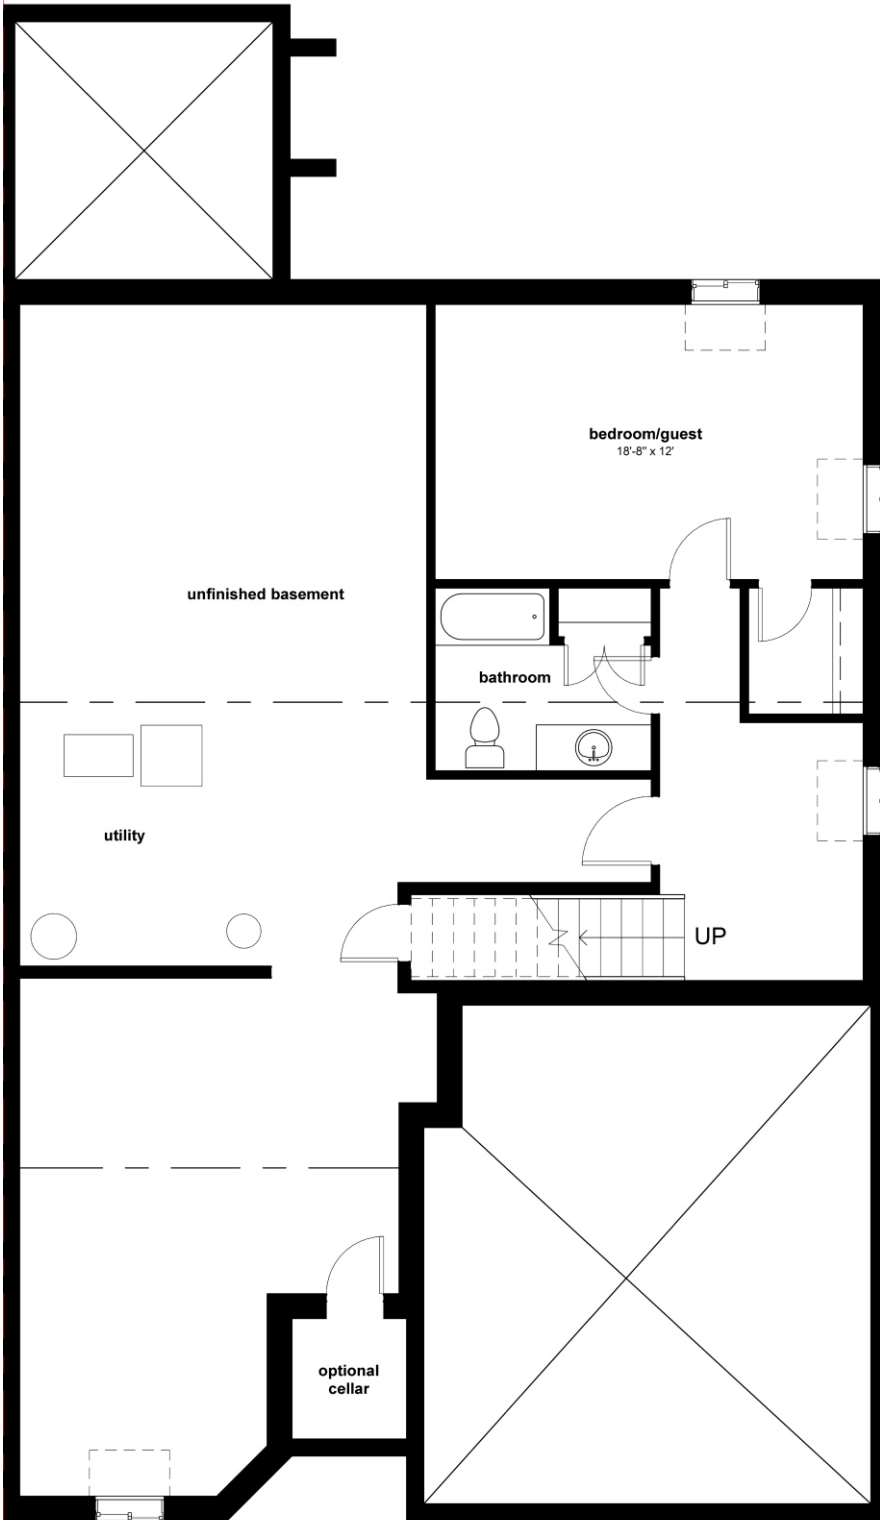 bedroom/guest
18'-8" x 12'
unfinished basement
bathroom
utility
UP
optional
cellar